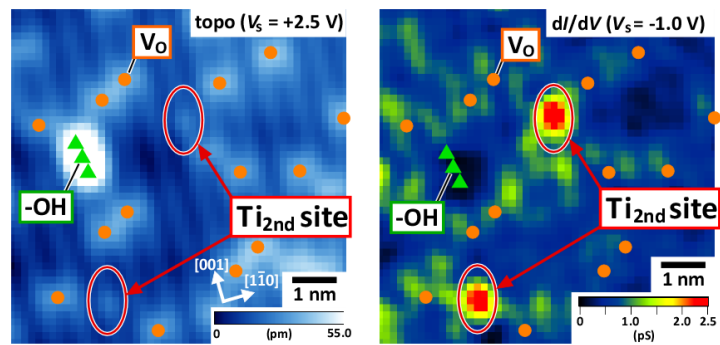 topo (VS = +2.5 V)
VO
-OH
Ti2nd site
[001]
[11̄0]
1 nm
0
(pm)
55.0
dI/dV (VS = -1.0 V)
VO
-OH
Ti2nd site
1 nm
0
1.0
2.0
2.5
(pS)